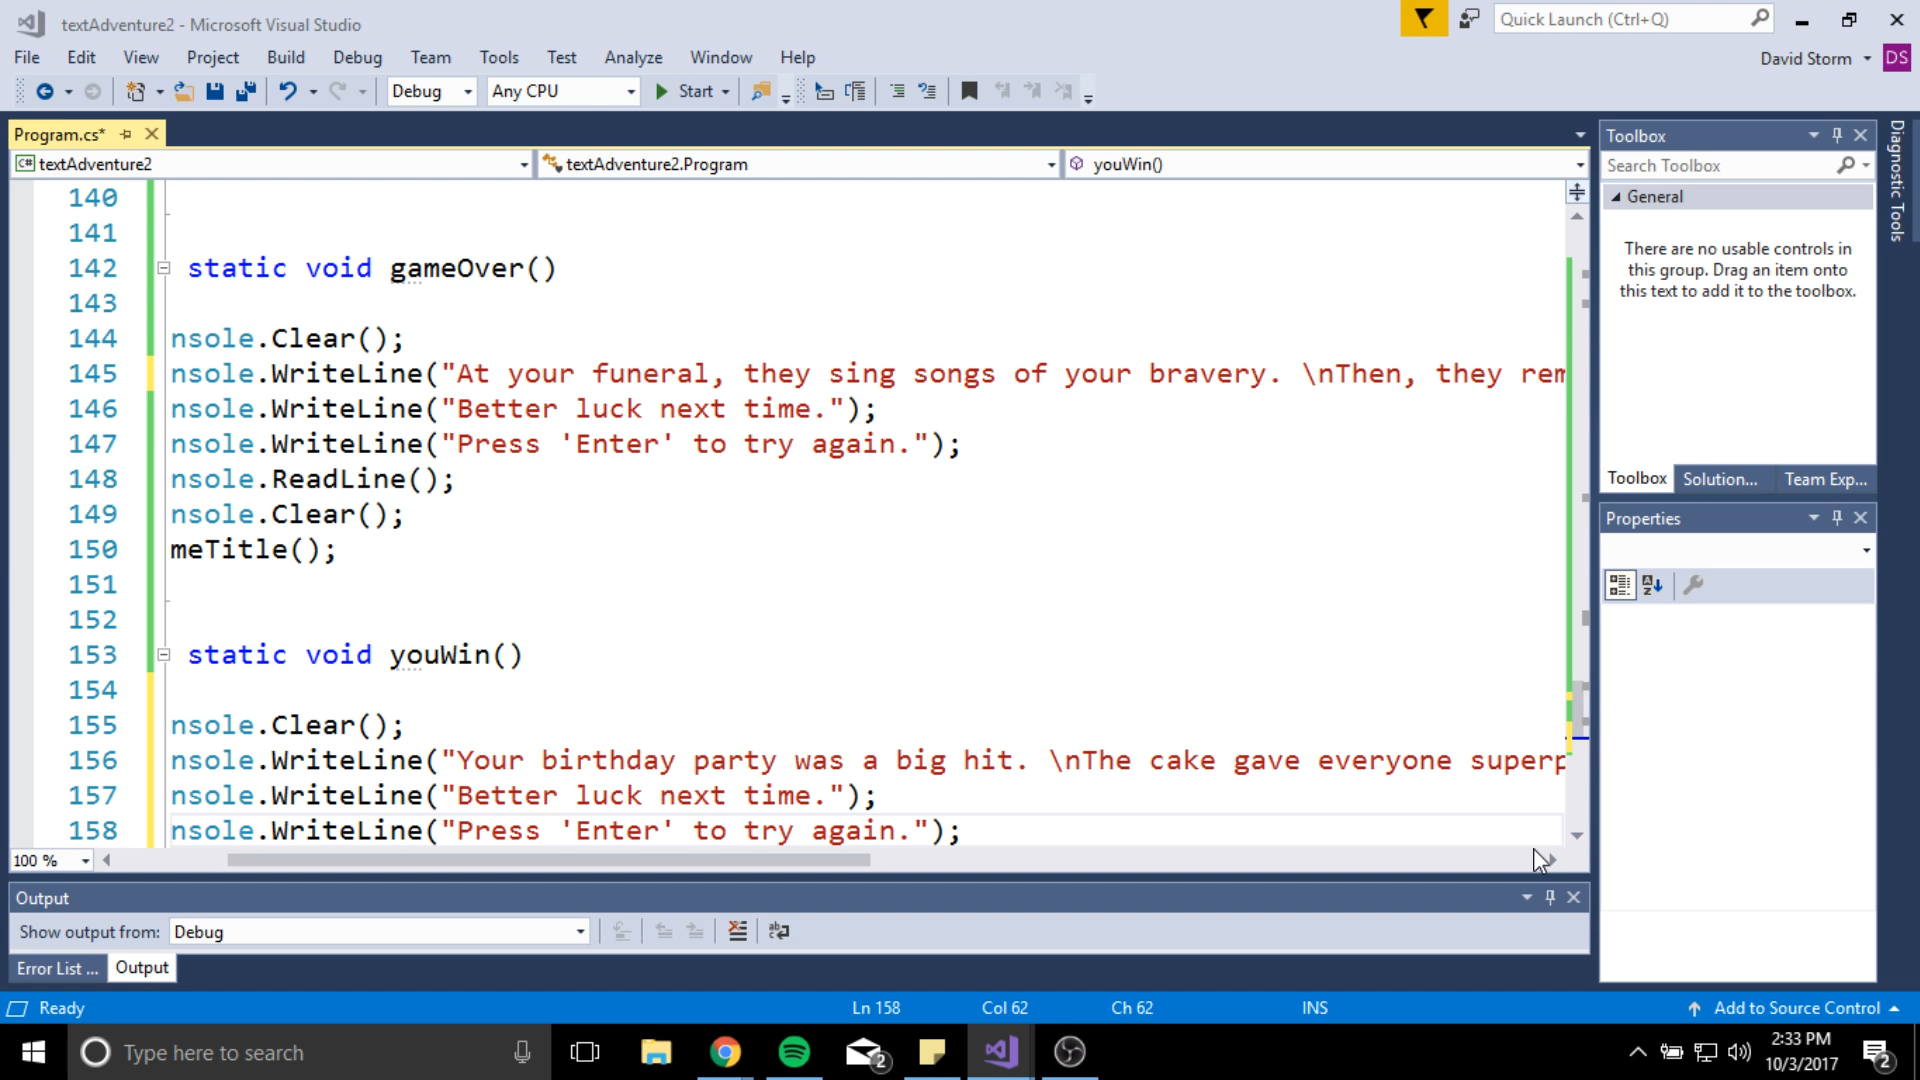 textAdventure2 - Microsoft Visual Studio
Quick Launch (Ctrl+Q)
File Edit View Project Build Debug Team Tools Test Analyze Window Help
David Storm DS
Debug Any CPU Start
Program.cs*
Toolbox
Diagnostic Tools
C# textAdventure2 textAdventure2.Program youWin()
Search Toolbox
General
There are no usable controls in
this group. Drag an item onto
this text to add it to the toolbox.
140
141
142 static void gameOver()
143
144 nsole.Clear();
145 nsole.WriteLine("At your funeral, they sing songs of your bravery. \nThen, they rem
146 nsole.WriteLine("Better luck next time.");
147 nsole.WriteLine("Press 'Enter' to try again.");
148 nsole.ReadLine();
149 nsole.Clear();
150 meTitle();
151
152
153 static void youWin()
154
155 nsole.Clear();
156 nsole.WriteLine("Your birthday party was a big hit. \nThe cake gave everyone superp
157 nsole.WriteLine("Better luck next time.");
158 nsole.WriteLine("Press 'Enter' to try again.");
Toolbox Solution... Team Exp...
Properties
100 %
Output
Show output from: Debug
Error List ... Output
Ready Ln 158 Col 62 Ch 62 INS Add to Source Control
Type here to search
2
2:33 PM
10/3/2017
2